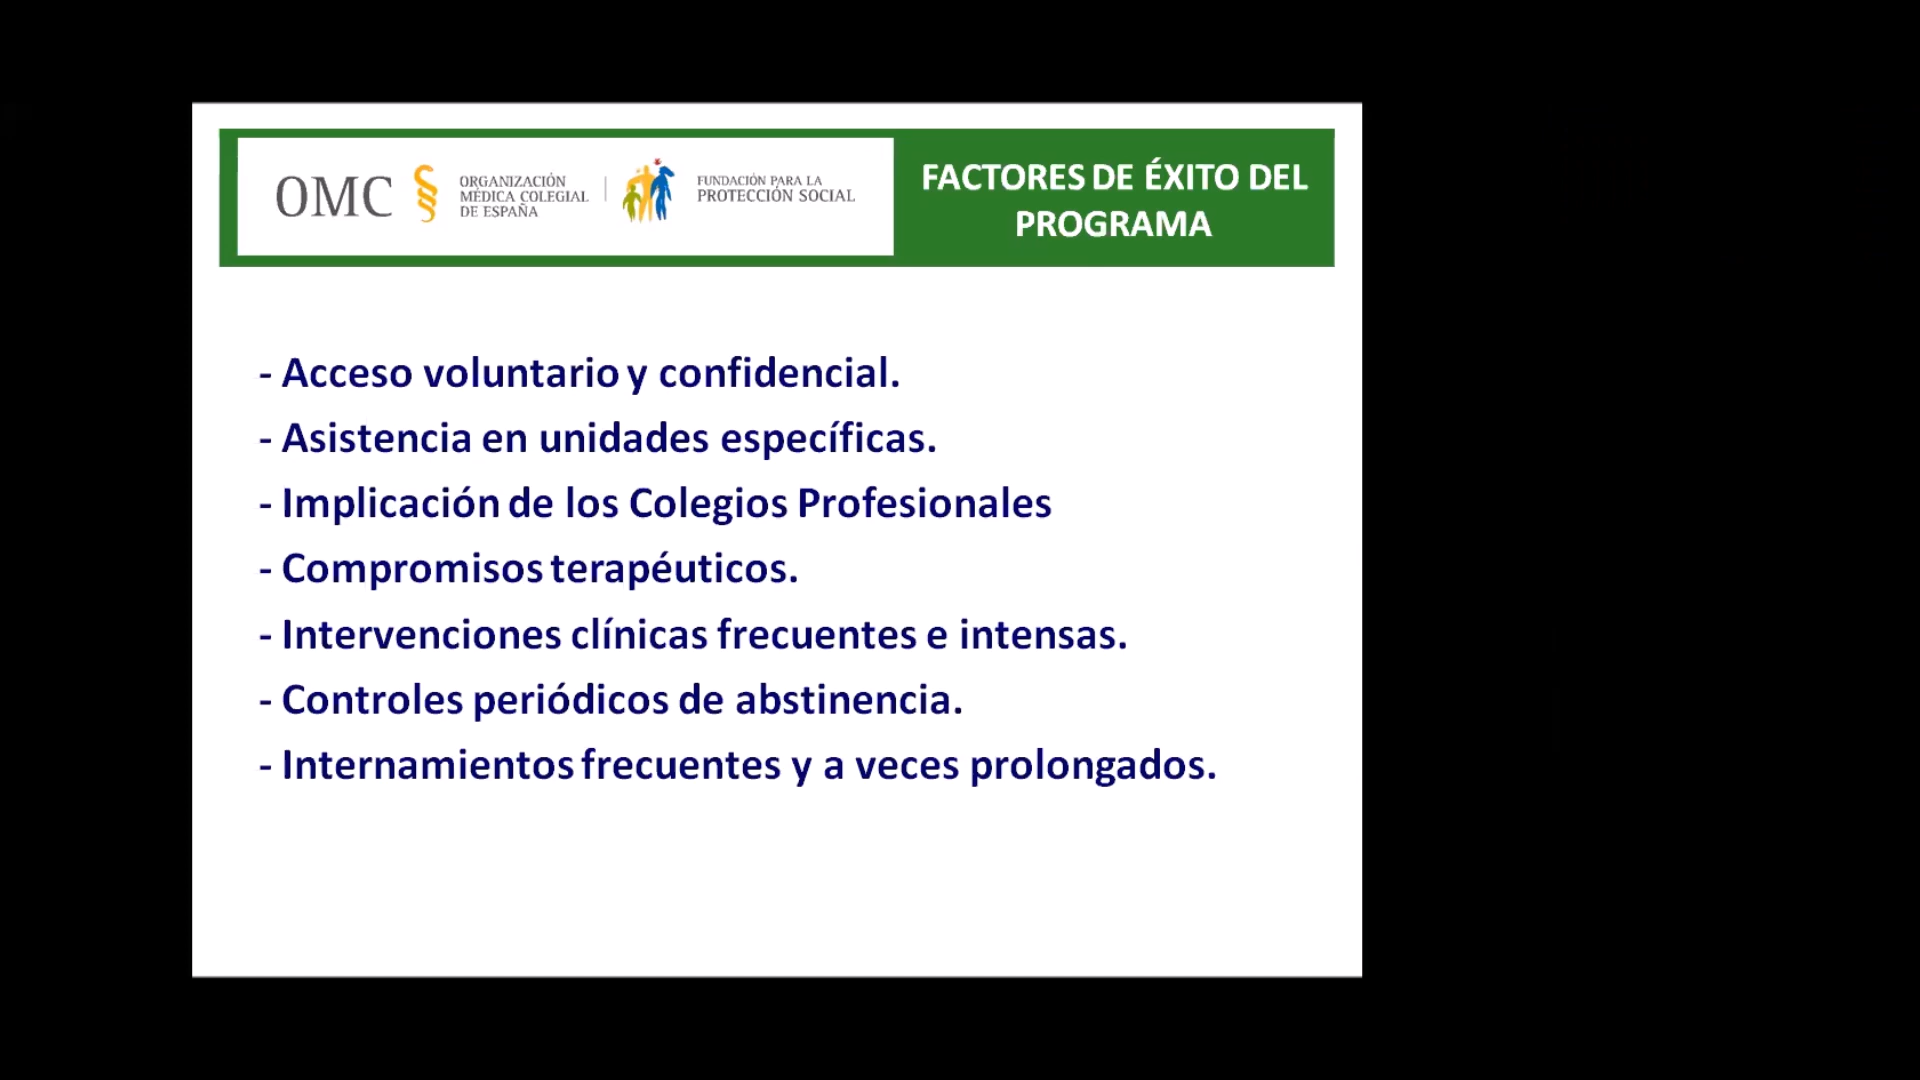 OMC
ORGANIZACIÓN
MÉDICA COLEGIAL
DE ESPAÑA
FUNDACIÓN PARA LA
PROTECCIÓN SOCIAL
FACTORES DE ÉXITO DEL
PROGRAMA
- Acceso voluntario y confidencial.
- Asistencia en unidades específicas.
- Implicación de los Colegios Profesionales
- Compromisos terapéuticos.
- Intervenciones clínicas frecuentes e intensas.
- Controles periódicos de abstinencia.
- Internamientos frecuentes y a veces prolongados.